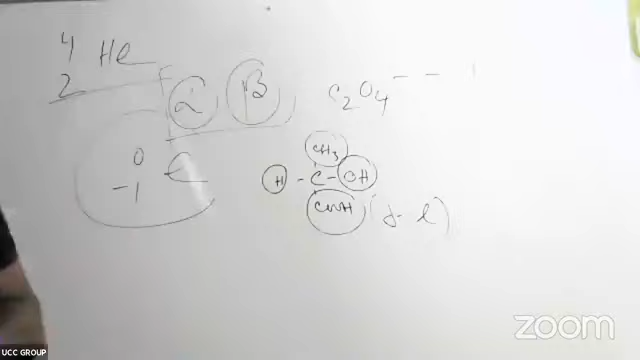 4 He
2
α β
C2O4 - -
0 e
-1
CH3
H - C - OH
COOH (d-l)
zoom
UCC GROUP